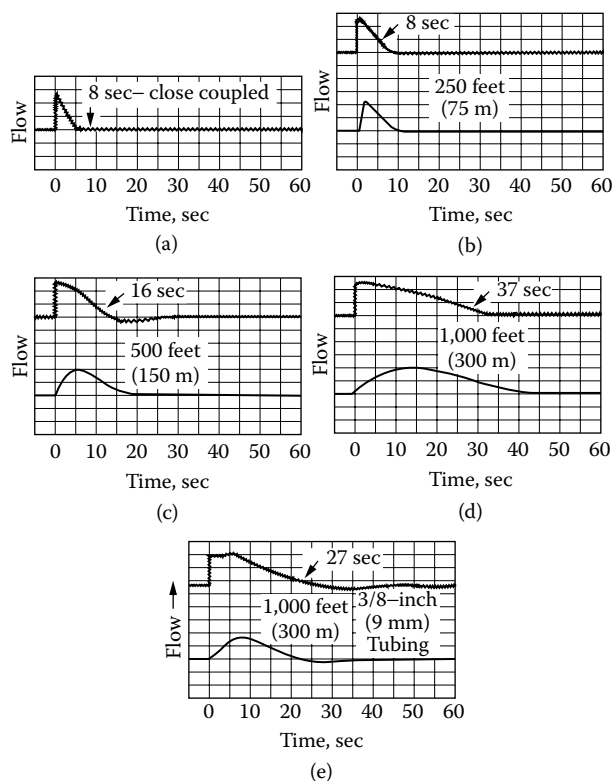 Flow
8 sec– close coupled
0 10 20 30 40 50 60
Time, sec
(a)
Flow
8 sec
250 feet
(75 m)
0 10 20 30 40 50 60
Time, sec
(b)
Flow
16 sec
500 feet
(150 m)
0 10 20 30 40 50 60
Time, sec
(c)
Flow
37 sec
1,000 feet
(300 m)
0 10 20 30 40 50 60
Time, sec
(d)
Flow
27 sec
1,000 feet
(300 m)
3/8–inch
(9 mm)
Tubing
0 10 20 30 40 50 60
Time, sec
(e)